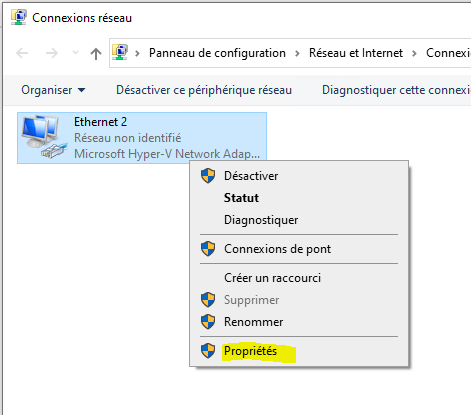 Connexions réseau
Panneau de configuration > Réseau et Internet > Connexi
Organiser Désactiver ce périphérique réseau Diagnostiquer cette connexi
Ethernet 2
Réseau non identifié
Microsoft Hyper-V Network Adap...
Désactiver
Statut
Diagnostiquer
Connexions de pont
Créer un raccourci
Supprimer
Renommer
Propriétés